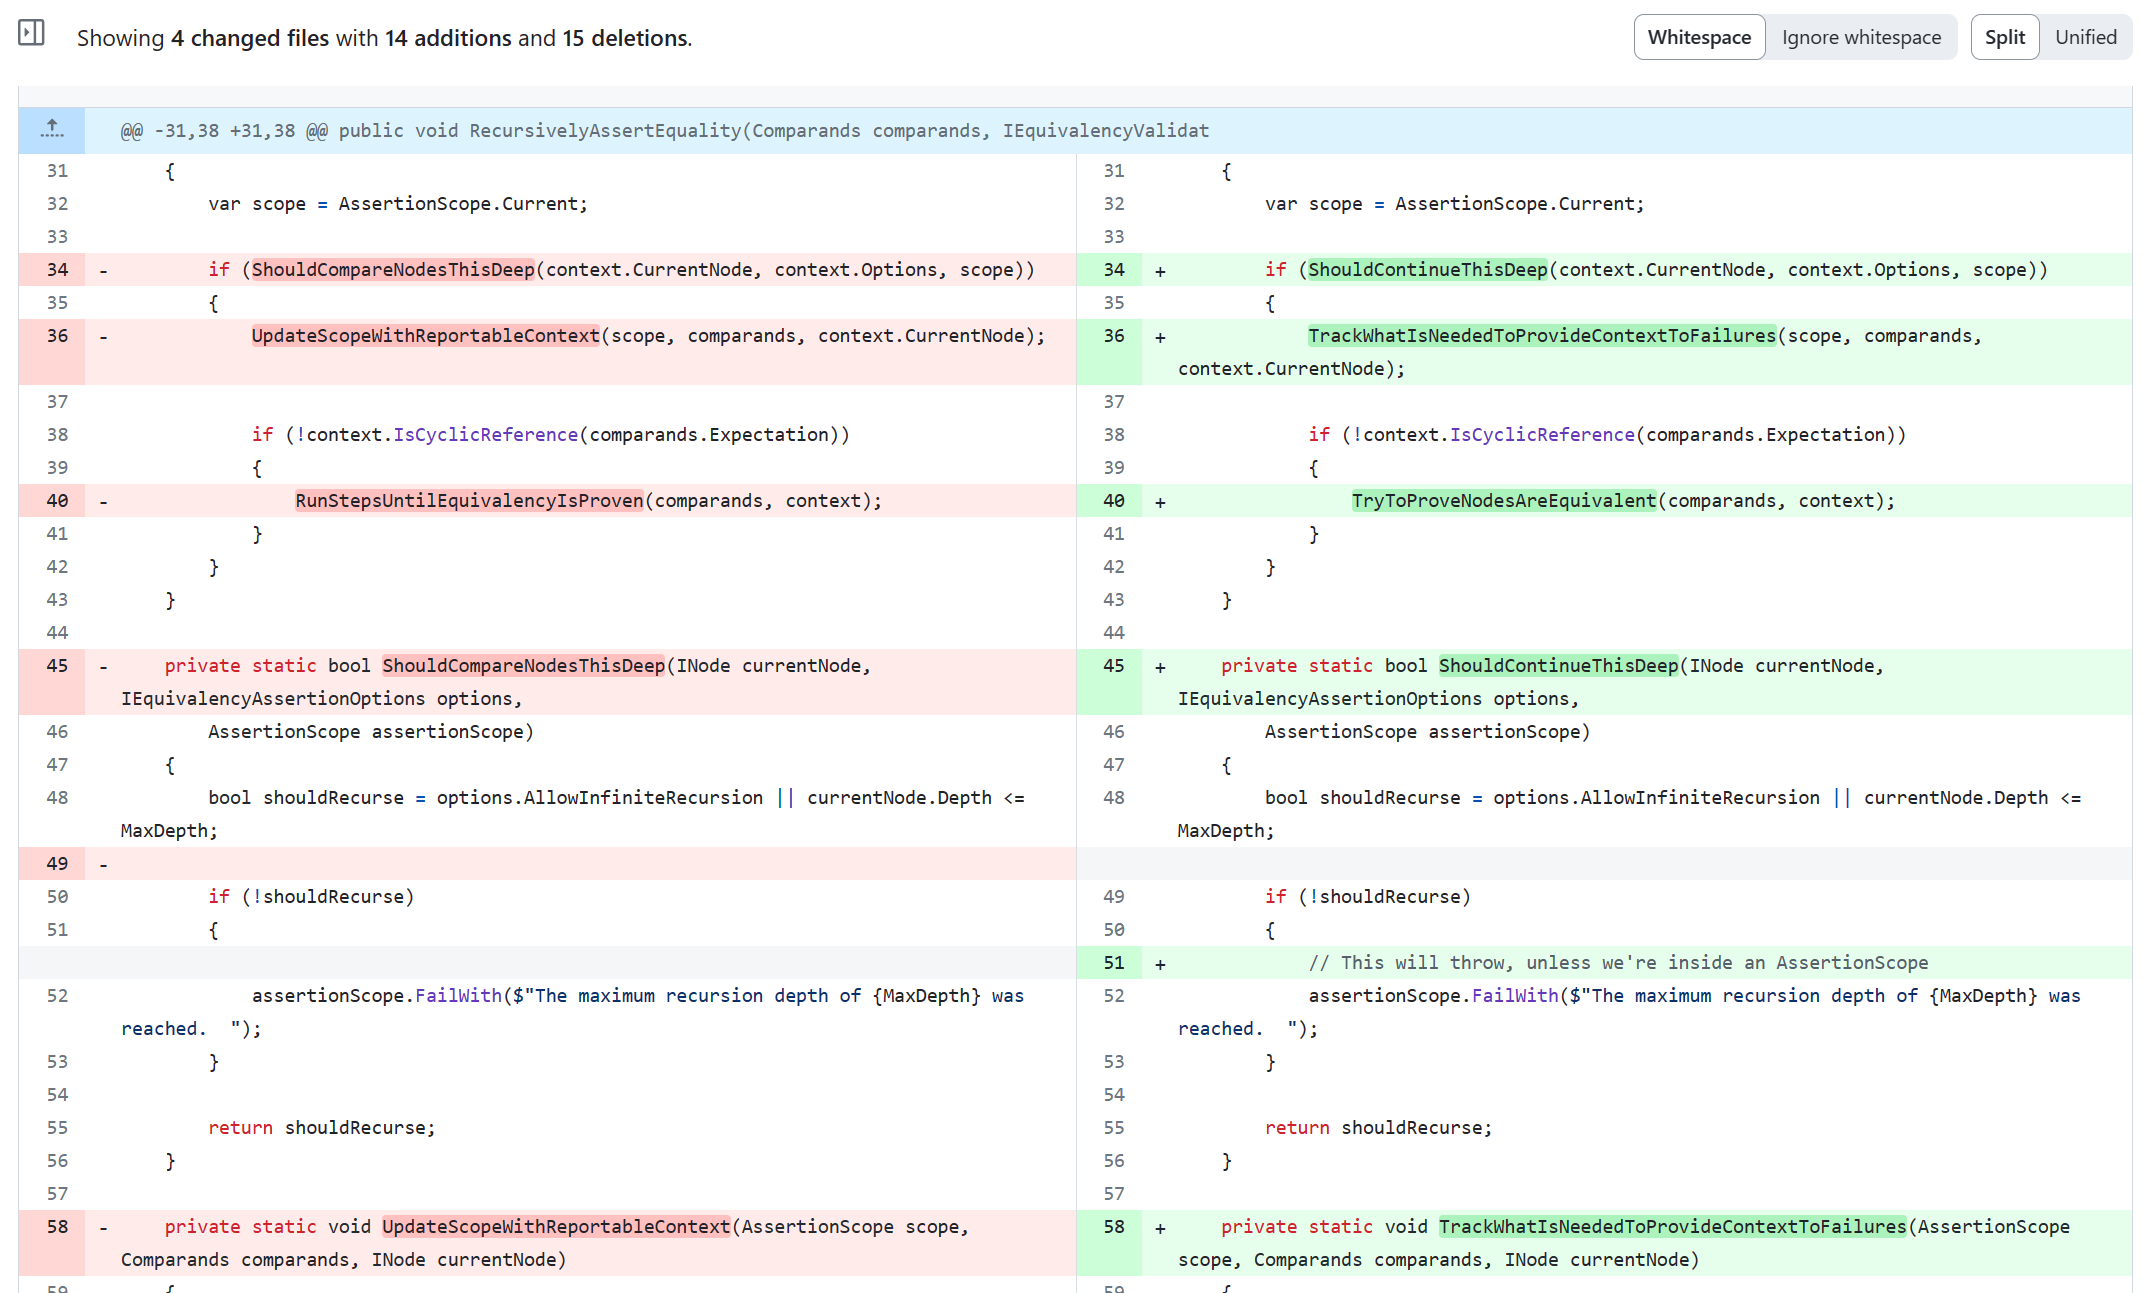 Showing 4 changed files with 14 additions and 15 deletions.
Whitespace Ignore whitespace Split Unified
@@ -31,38 +31,38 @@ public void RecursivelyAssertEquality(Comparands comparands, IEquivalencyValidat
31 {
32 var scope = AssertionScope.Current;
33
34 - if (ShouldCompareNodesThisDeep(context.CurrentNode, context.Options, scope))
35 {
36 - UpdateScopeWithReportableContext(scope, comparands, context.CurrentNode);
37
38 if (!context.IsCyclicReference(comparands.Expectation))
39 {
40 - RunStepsUntilEquivalencyIsProven(comparands, context);
41 }
42 }
43 }
44
45 - private static bool ShouldCompareNodesThisDeep(INode currentNode,
IEquivalencyAssertionOptions options,
46 AssertionScope assertionScope)
47 {
48 bool shouldRecurse = options.AllowInfiniteRecursion || currentNode.Depth <=
MaxDepth;
49 -
50 if (!shouldRecurse)
51 {
52 assertionScope.FailWith($"The maximum recursion depth of {MaxDepth} was
reached.  ");
53 }
54
55 return shouldRecurse;
56 }
57
58 - private static void UpdateScopeWithReportableContext(AssertionScope scope,
Comparands comparands, INode currentNode)
59 {
31 {
32 var scope = AssertionScope.Current;
33
34 + if (ShouldContinueThisDeep(context.CurrentNode, context.Options, scope))
35 {
36 + TrackWhatIsNeededToProvideContextToFailures(scope, comparands,
context.CurrentNode);
37
38 if (!context.IsCyclicReference(comparands.Expectation))
39 {
40 + TryToProveNodesAreEquivalent(comparands, context);
41 }
42 }
43 }
44
45 + private static bool ShouldContinueThisDeep(INode currentNode,
IEquivalencyAssertionOptions options,
46 AssertionScope assertionScope)
47 {
48 bool shouldRecurse = options.AllowInfiniteRecursion || currentNode.Depth <=
MaxDepth;
49 if (!shouldRecurse)
50 {
51 + // This will throw, unless we're inside an AssertionScope
52 assertionScope.FailWith($"The maximum recursion depth of {MaxDepth} was
reached.  ");
53 }
54
55 return shouldRecurse;
56 }
57
58 + private static void TrackWhatIsNeededToProvideContextToFailures(AssertionScope
scope, Comparands comparands, INode currentNode)
59 {